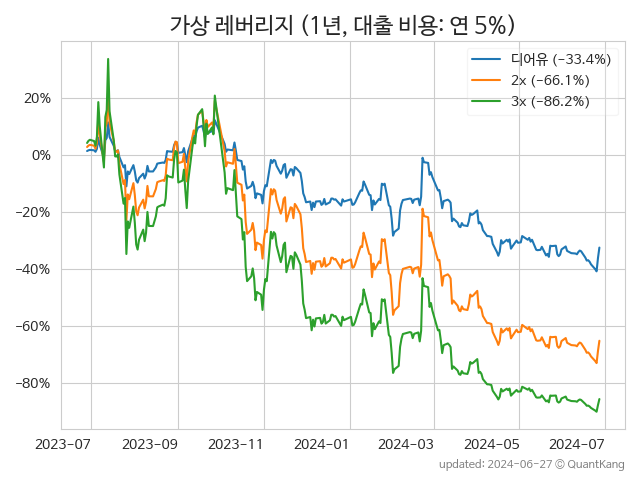 가상 레버리지 (1년, 대출 비용: 연 5%)
디어유 (−33.4%)
2x (−66.1%)
3x (−86.2%)
20%
0%
−20%
−40%
−60%
−80%
2023-07 2023-09 2023-11 2024-01 2024-03 2024-05 2024-07
updated: 2024-06-27 © QuantKang